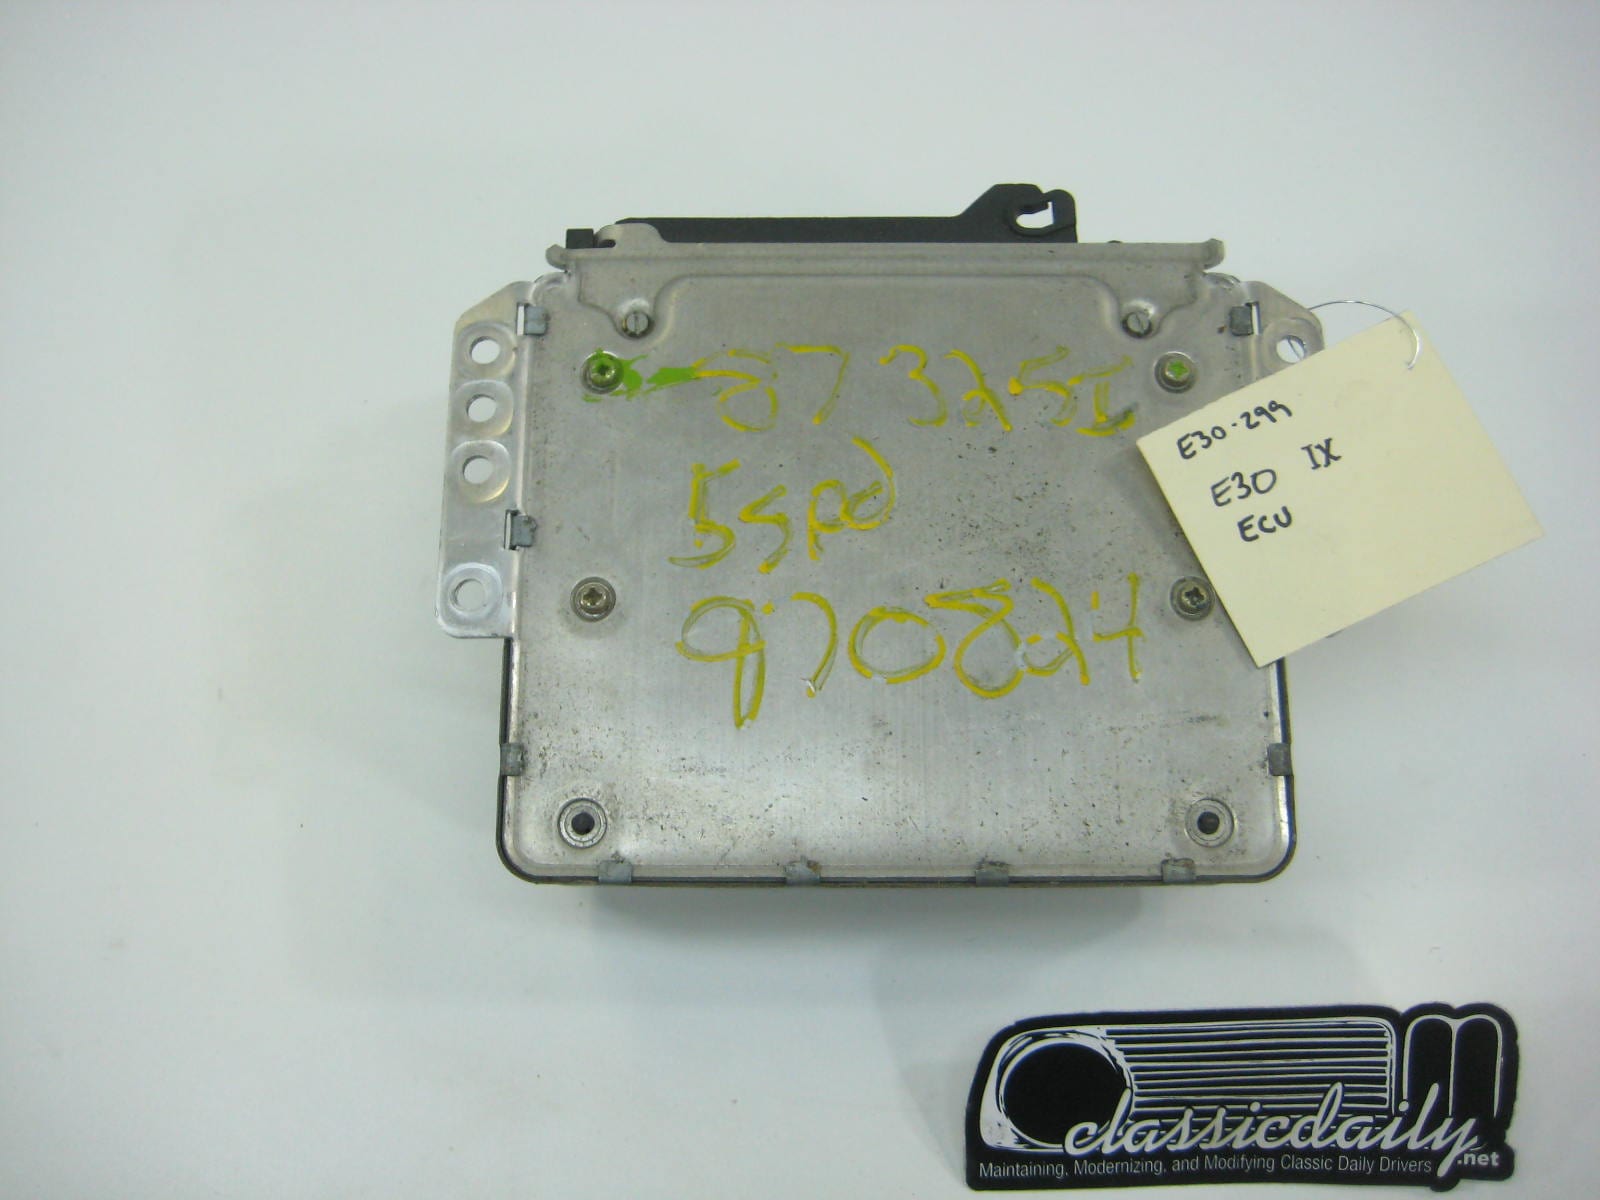 87 325I
5spd
970824
E30-299
E30 IX
ECU
classicdaily.net
Maintaining, Modernizing, and Modifying Classic Daily Drivers